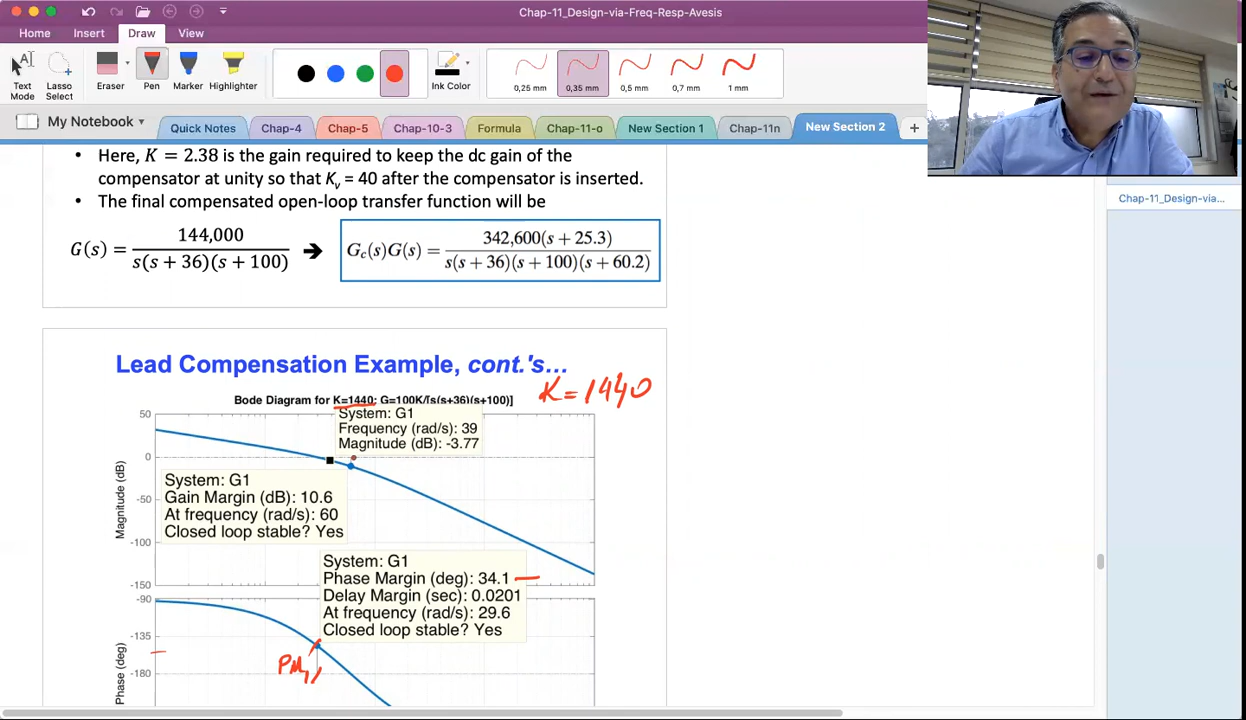 Chap-11_Design-via-Freq-Resp-Avesis
Home Insert Draw View
Text Mode
Lasso Select
Eraser
Pen
Marker
Highlighter
Ink Color
0,25 mm 0,35 mm 0,5 mm 0,7 mm 1 mm
My Notebook
Quick Notes Chap-4 Chap-5 Chap-10-3 Formula Chap-11-o New Section 1 Chap-11n New Section 2 +
Chap-11_Design-via...
• Here, K = 2.38 is the gain required to keep the dc gain of the
compensator at unity so that Kv = 40 after the compensator is inserted.
• The final compensated open-loop transfer function will be
G(s) = 144,000 / s(s + 36)(s + 100) ➔ Gc(s)G(s) = 342,600(s + 25.3) / s(s + 36)(s + 100)(s + 60.2)
Lead Compensation Example, cont.'s...
K=1440
Bode Diagram for K=1440; G=100K/[s(s+36)(s+100)]
System: G1
Frequency (rad/s): 39
Magnitude (dB): -3.77
System: G1
Gain Margin (dB): 10.6
At frequency (rad/s): 60
Closed loop stable? Yes
System: G1
Phase Margin (deg): 34.1
Delay Margin (sec): 0.0201
At frequency (rad/s): 29.6
Closed loop stable? Yes
PM
Magnitude (dB)
50
0
-50
-100
-150
Phase (deg)
-90
-135
-180